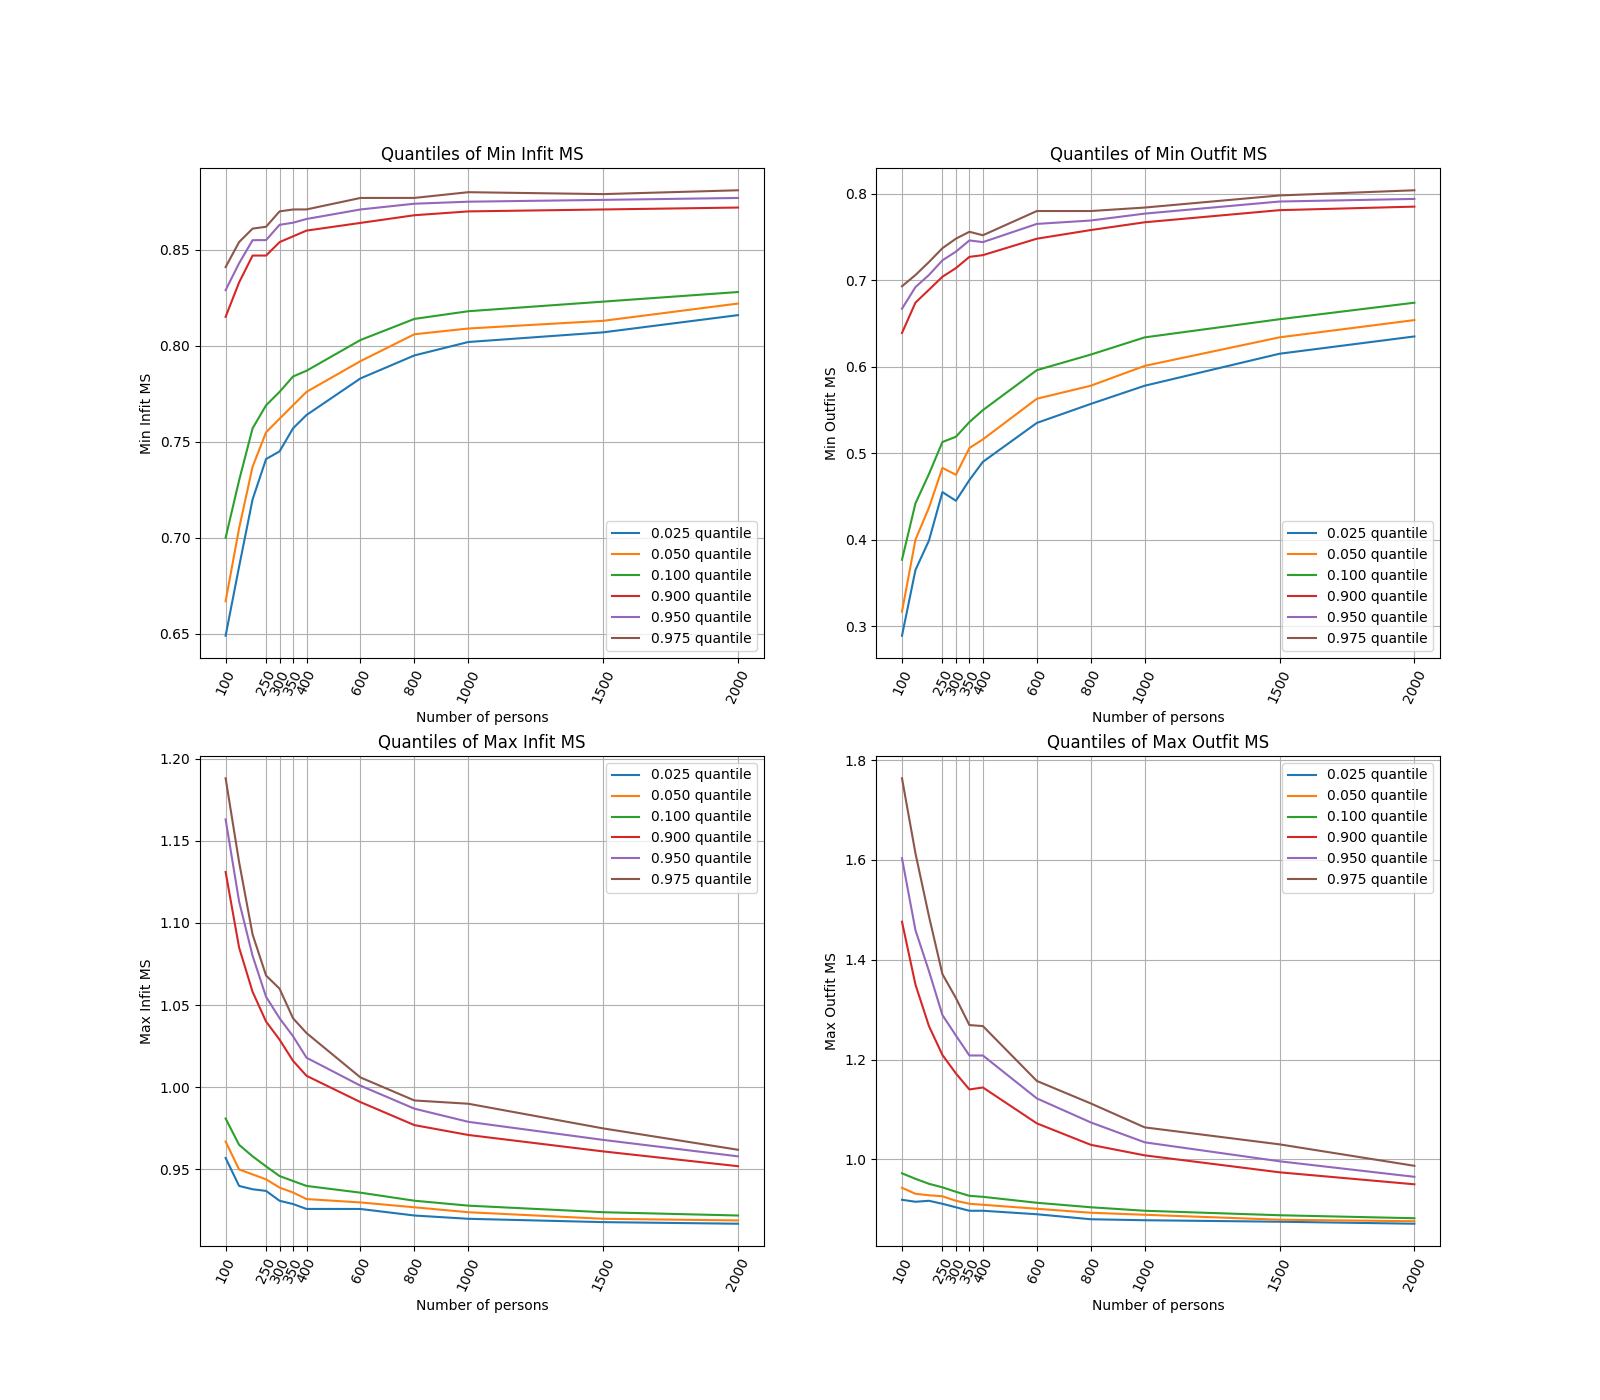 Quantiles of Min Infit MS
Min Infit MS
0.85
0.80
0.75
0.70
0.65
0.025 quantile
0.050 quantile
0.100 quantile
0.900 quantile
0.950 quantile
0.975 quantile
100 250 300 350 400 600 800 1000 1500 2000
Number of persons
Quantiles of Min Outfit MS
Min Outfit MS
0.8
0.7
0.6
0.5
0.4
0.3
0.025 quantile
0.050 quantile
0.100 quantile
0.900 quantile
0.950 quantile
0.975 quantile
100 250 300 350 400 600 800 1000 1500 2000
Number of persons
Quantiles of Max Infit MS
Max Infit MS
1.20
1.15
1.10
1.05
1.00
0.95
0.025 quantile
0.050 quantile
0.100 quantile
0.900 quantile
0.950 quantile
0.975 quantile
100 250 300 350 400 600 800 1000 1500 2000
Number of persons
Quantiles of Max Outfit MS
Max Outfit MS
1.8
1.6
1.4
1.2
1.0
0.025 quantile
0.050 quantile
0.100 quantile
0.900 quantile
0.950 quantile
0.975 quantile
100 250 300 350 400 600 800 1000 1500 2000
Number of persons